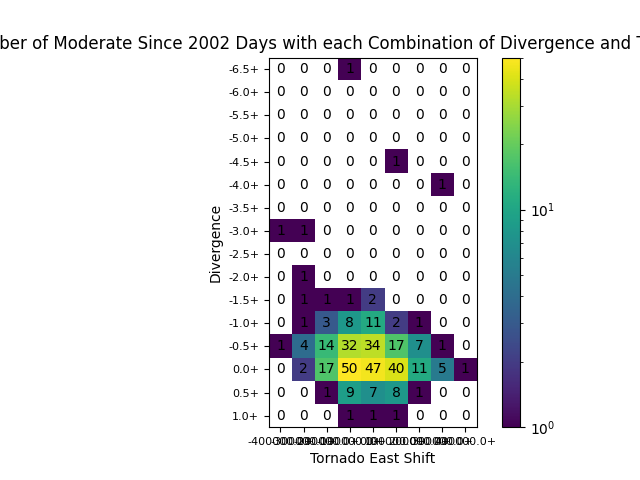 ber of Moderate Since 2002 Days with each Combination of Divergence and T
-6.5+ 0 0 0 1 0 0 0 0 0
-6.0+ 0 0 0 0 0 0 0 0 0
-5.5+ 0 0 0 0 0 0 0 0 0
-5.0+ 0 0 0 0 0 0 0 0 0
-4.5+ 0 0 0 0 0 1 0 0 0
-4.0+ 0 0 0 0 0 0 0 1 0
-3.5+ 0 0 0 0 0 0 0 0 0
-3.0+ 1 1 0 0 0 0 0 0 0
-2.5+ 0 0 0 0 0 0 0 0 0
-2.0+ 0 1 0 0 0 0 0 0 0
-1.5+ 0 1 1 1 2 0 0 0 0
-1.0+ 0 1 3 8 11 2 1 0 0
-0.5+ 1 4 14 32 34 17 7 1 0
0.0+ 0 2 17 50 47 40 11 5 1
0.5+ 0 0 1 9 7 8 1 0 0
1.0+ 0 0 0 1 1 1 0 0 0
Divergence
Tornado East Shift
10¹
10⁰